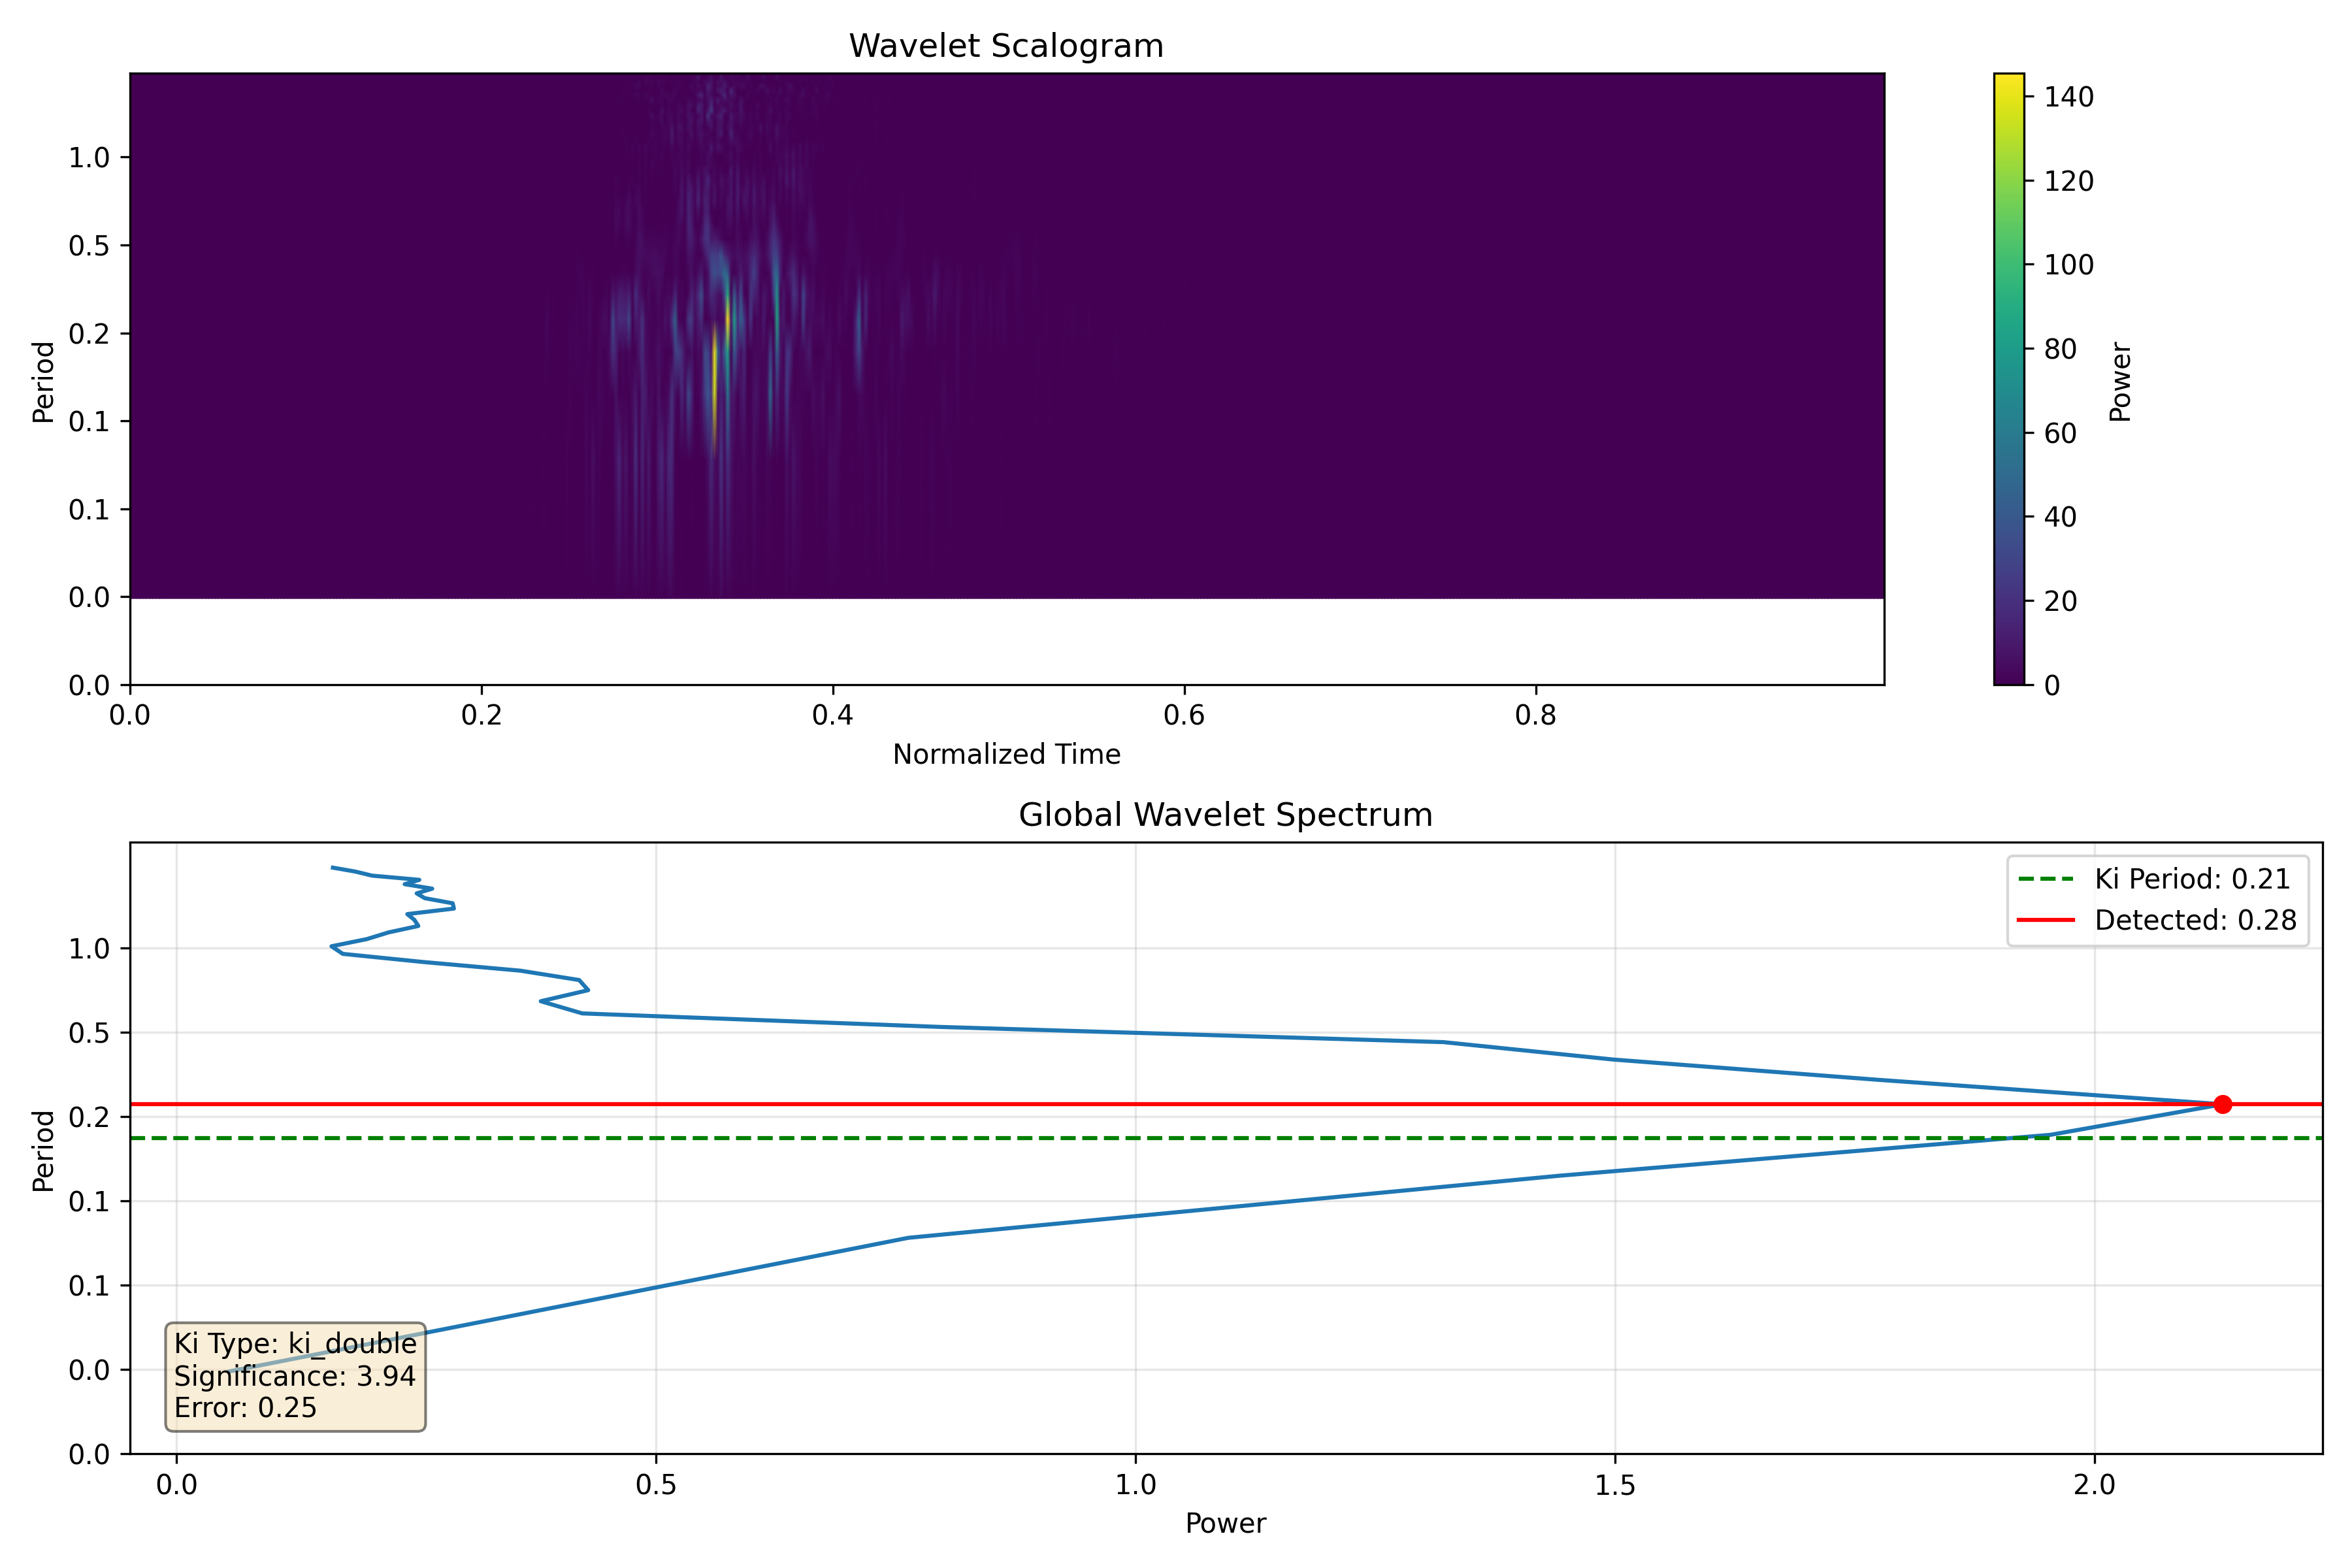 Wavelet Scalogram
Period
1.0
0.5
0.2
0.1
0.1
0.0
0.0
0.0
0.2
0.4
0.6
0.8
Normalized Time
140
120
100
80
60
40
20
0
Power
Global Wavelet Spectrum
Period
1.0
0.5
0.2
0.1
0.1
0.0
0.0
Ki Period: 0.21
Detected: 0.28
Ki Type: ki_double
Significance: 3.94
Error: 0.25
0.0
0.5
1.0
1.5
2.0
Power